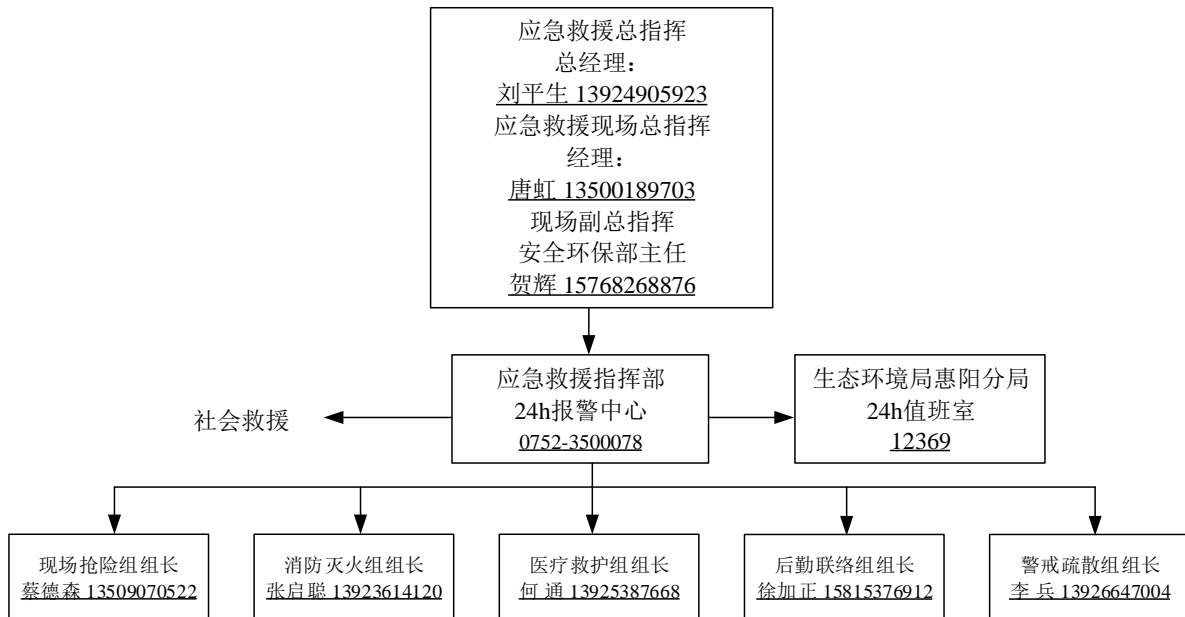 应急救援总指挥
总经理：
刘平生 13924905923
应急救援现场总指挥
经理：
唐虹 13500189703
现场副总指挥
安全环保部主任
贺辉 15768268876
应急救援指挥部
24h报警中心
0752-3500078
生态环境局惠阳分局
24h值班室
12369
社会救援
现场抢险组组长
蔡德森 13509070522
消防灭火组组长
张启聪 13923614120
医疗救护组组长
何 通 13925387668
后勤联络组组长
徐加正 15815376912
警戒疏散组组长
李 兵 13926647004